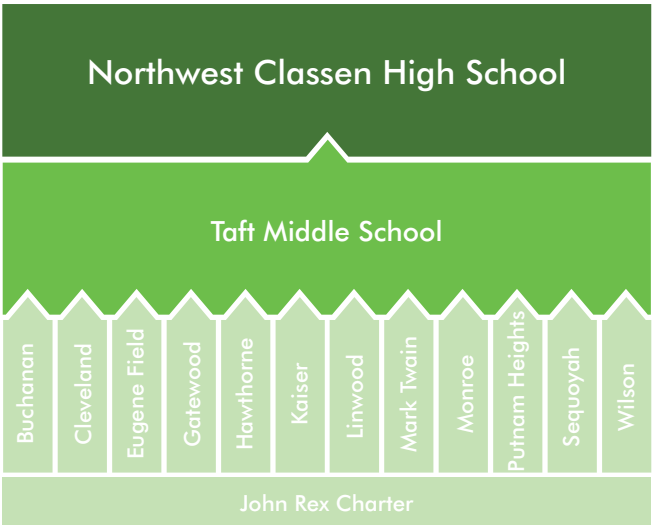 Northwest Classen High School
Taft Middle School
Buchanan
Cleveland
Eugene Field
Gatewood
Hawthorne
Kaiser
Linwood
Mark Twain
Monroe
Putnam Heights
Sequoyah
Wilson
John Rex Charter